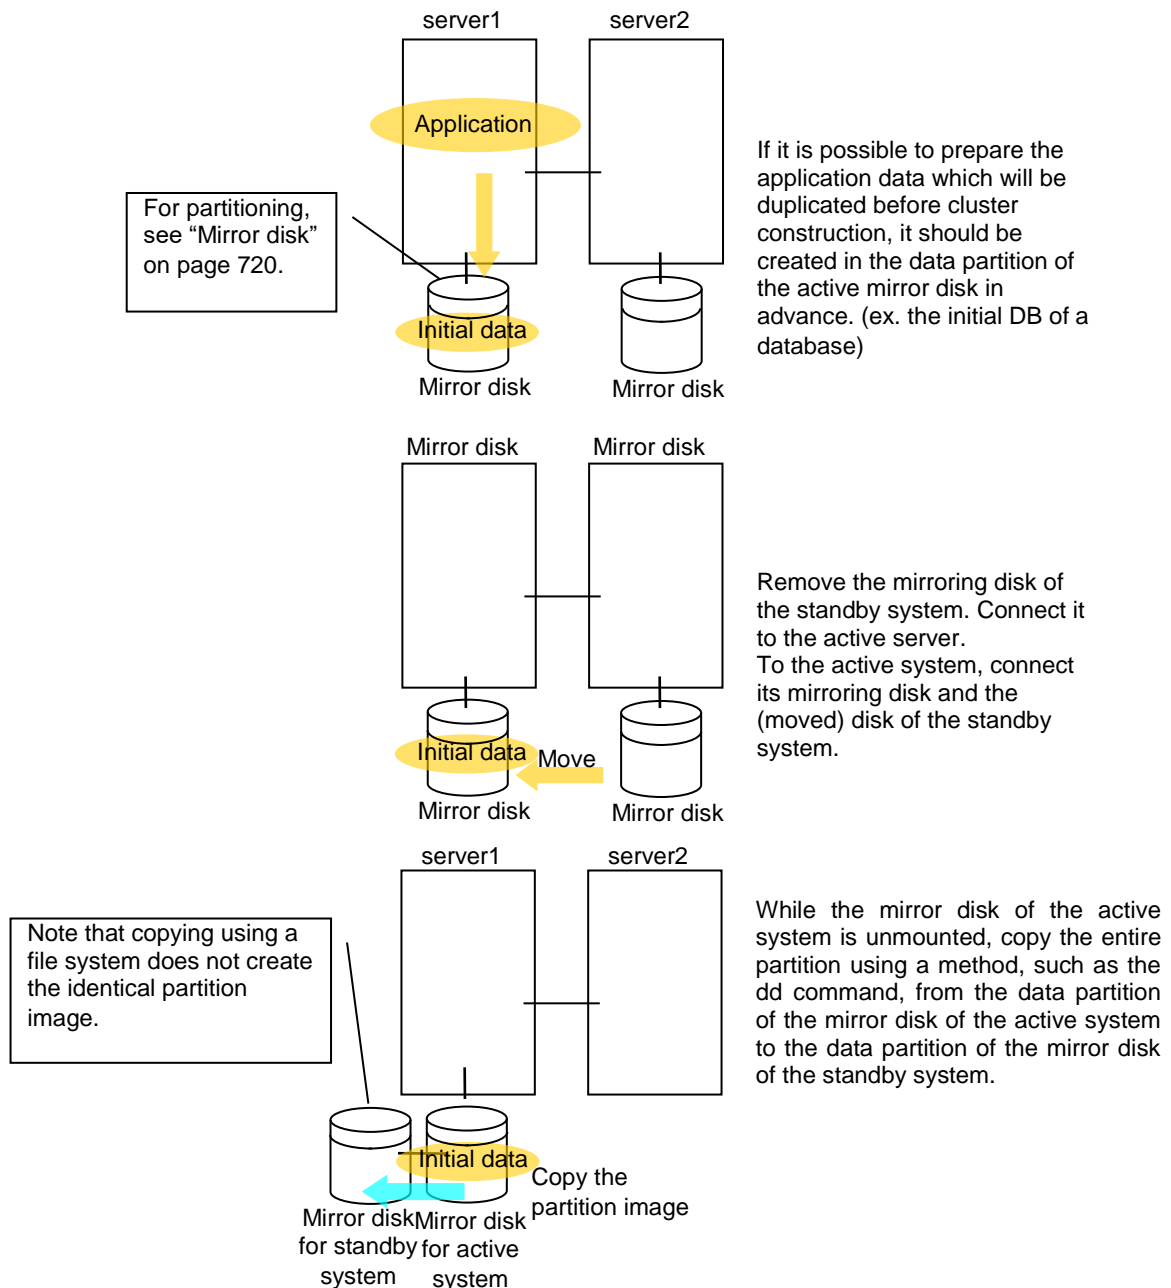 server1
server2
Application
For partitioning,
see “Mirror disk”
on page 720.
Initial data
Mirror disk
Mirror disk
If it is possible to prepare the
application data which will be
duplicated before cluster
construction, it should be
created in the data partition of
the active mirror disk in
advance. (ex. the initial DB of a
database)
Mirror disk
Mirror disk
Initial data
Move
Mirror disk
Mirror disk
Remove the mirroring disk of
the standby system. Connect it
to the active server.
To the active system, connect
its mirroring disk and the
(moved) disk of the standby
system.
server1
server2
Note that copying using a
file system does not create
the identical partition
image.
Initial data
Copy the
partition image
Mirror disk
for standby
system
Mirror disk
for active
system
While the mirror disk of the active
system is unmounted, copy the entire
partition using a method, such as the
dd command, from the data partition
of the mirror disk of the active system
to the data partition of the mirror disk
of the standby system.